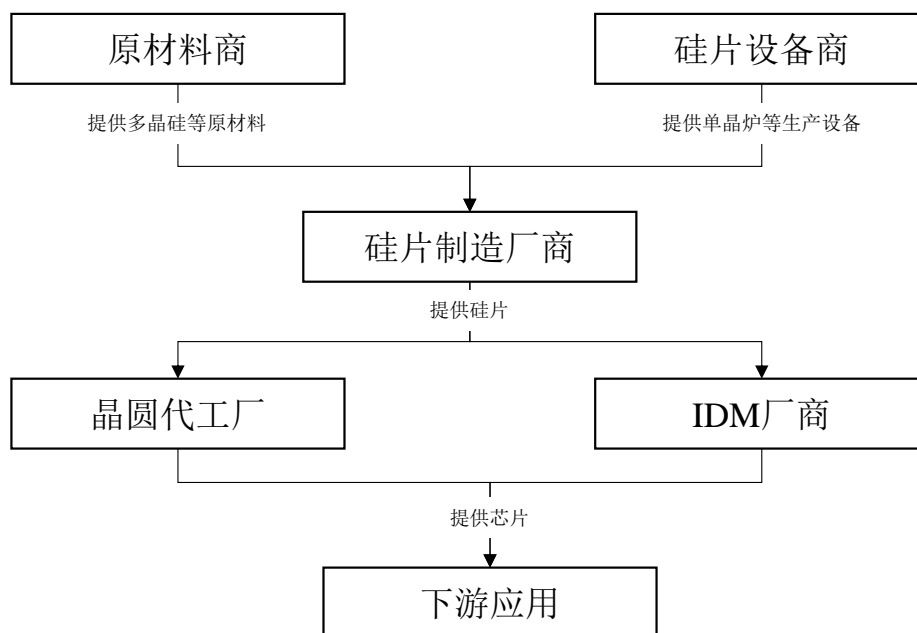 原材料商
硅片设备商
提供多晶硅等原材料
提供单晶炉等生产设备
硅片制造厂商
提供硅片
晶圆代工厂
IDM厂商
提供芯片
下游应用